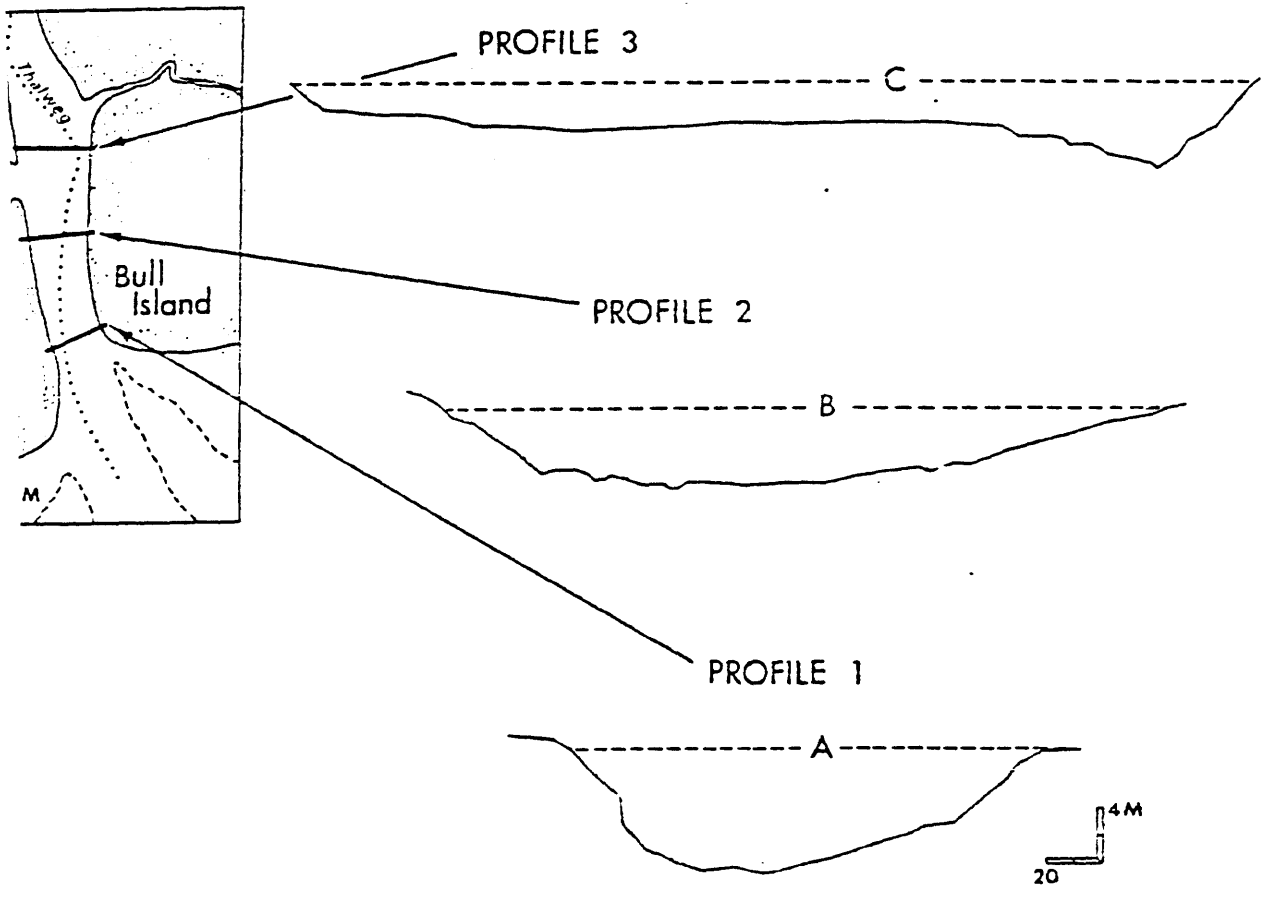 PROFILE 3
C
Thalweg
Bull
Island
PROFILE 2
B
M
PROFILE 1
A
4M
20